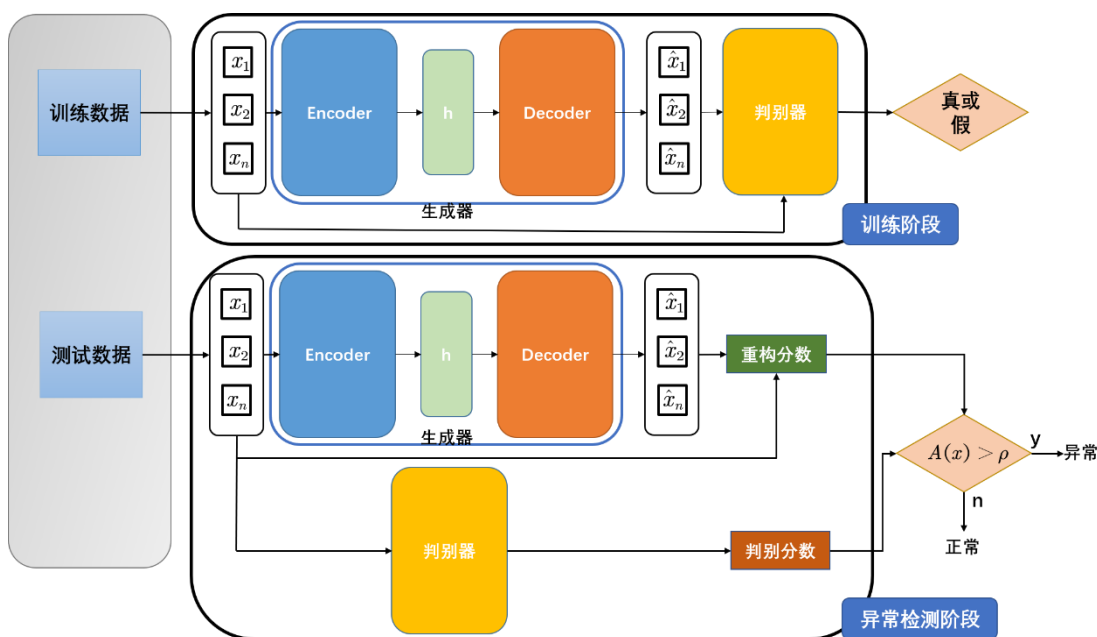 训练数据
x₁
x₂
xₙ
Encoder
h
Decoder
生成器
x̂₁
x̂₂
x̂ₙ
判别器
真或
假
训练阶段
测试数据
x₁
x₂
xₙ
Encoder
h
Decoder
生成器
x̂₁
x̂₂
x̂ₙ
重构分数
判别器
判别分数
A(x) > ρ
y
异常
n
正常
异常检测阶段